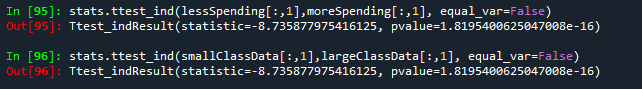 In [95]: stats.ttest_ind(lessSpending[:,1],moreSpending[:,1], equal_var=False)
Out[95]: Ttest_indResult(statistic=-8.735877975416125, pvalue=1.8195400625047008e-16)
In [96]: stats.ttest_ind(smallClassData[:,1],largeClassData[:,1], equal_var=False)
Out[96]: Ttest_indResult(statistic=-8.735877975416125, pvalue=1.8195400625047008e-16)